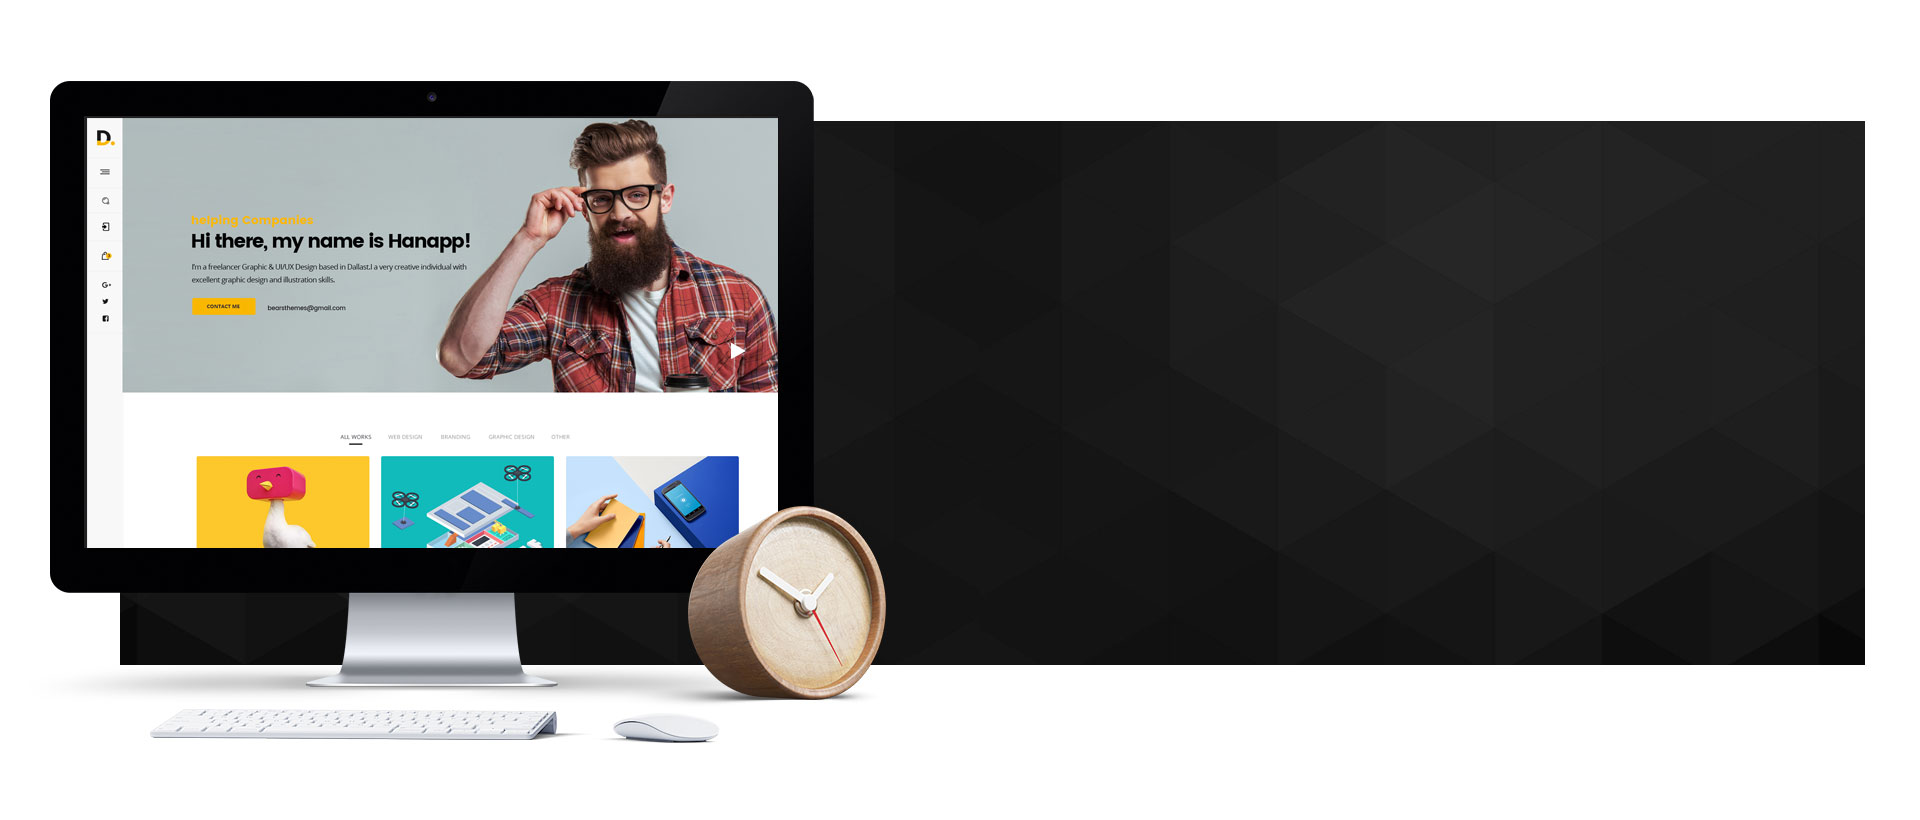 D.
helping Companies
Hi there, my name is Hanapp!
I'm a freelancer Graphic & UI/UX Design based in Dallast.I a very creative individual with
excellent graphic design and illustration skills.
CONTACT ME
bearsthemes@gmail.com
G+
ALL WORKS
WEB DESIGN
BRANDING
GRAPHIC DESIGN
OTHER